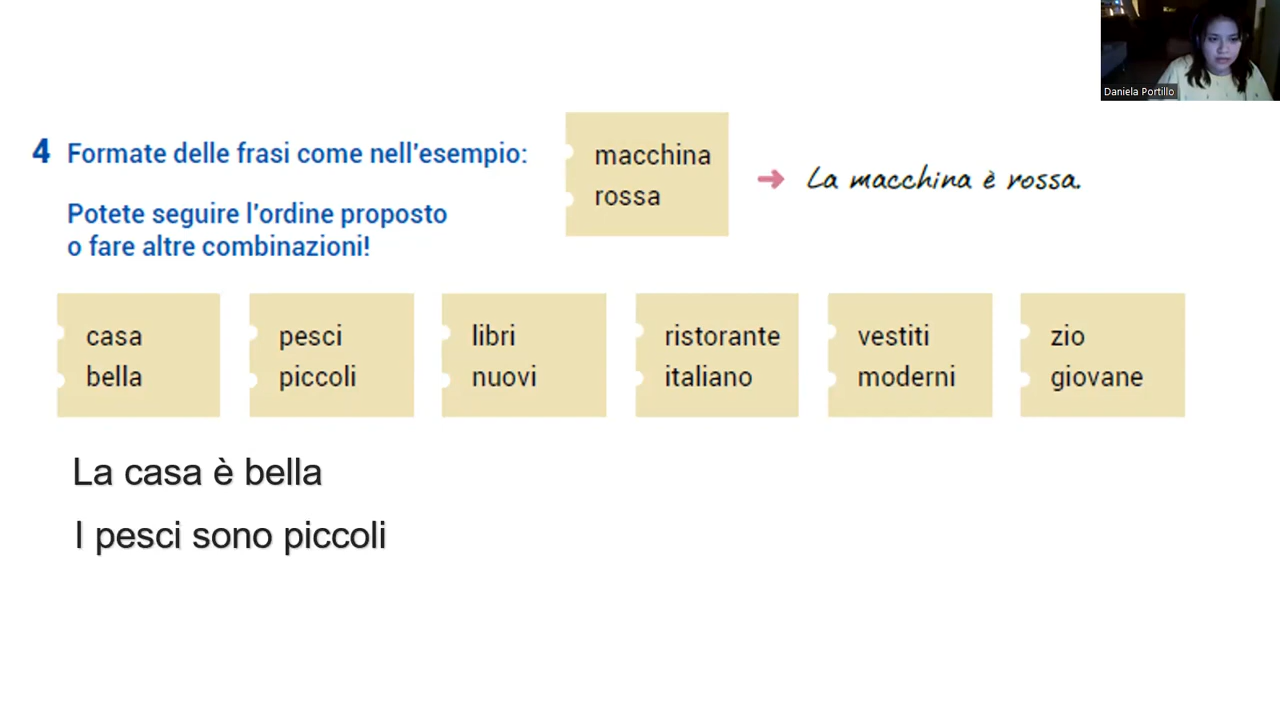 Daniela Portillo
4 Formate delle frasi come nell'esempio:
Potete seguire l'ordine proposto
o fare altre combinazioni!
macchina
rossa
➔ La macchina è rossa.
casa
bella
pesci
piccoli
libri
nuovi
ristorante
italiano
vestiti
moderni
zio
giovane
La casa è bella
I pesci sono piccoli